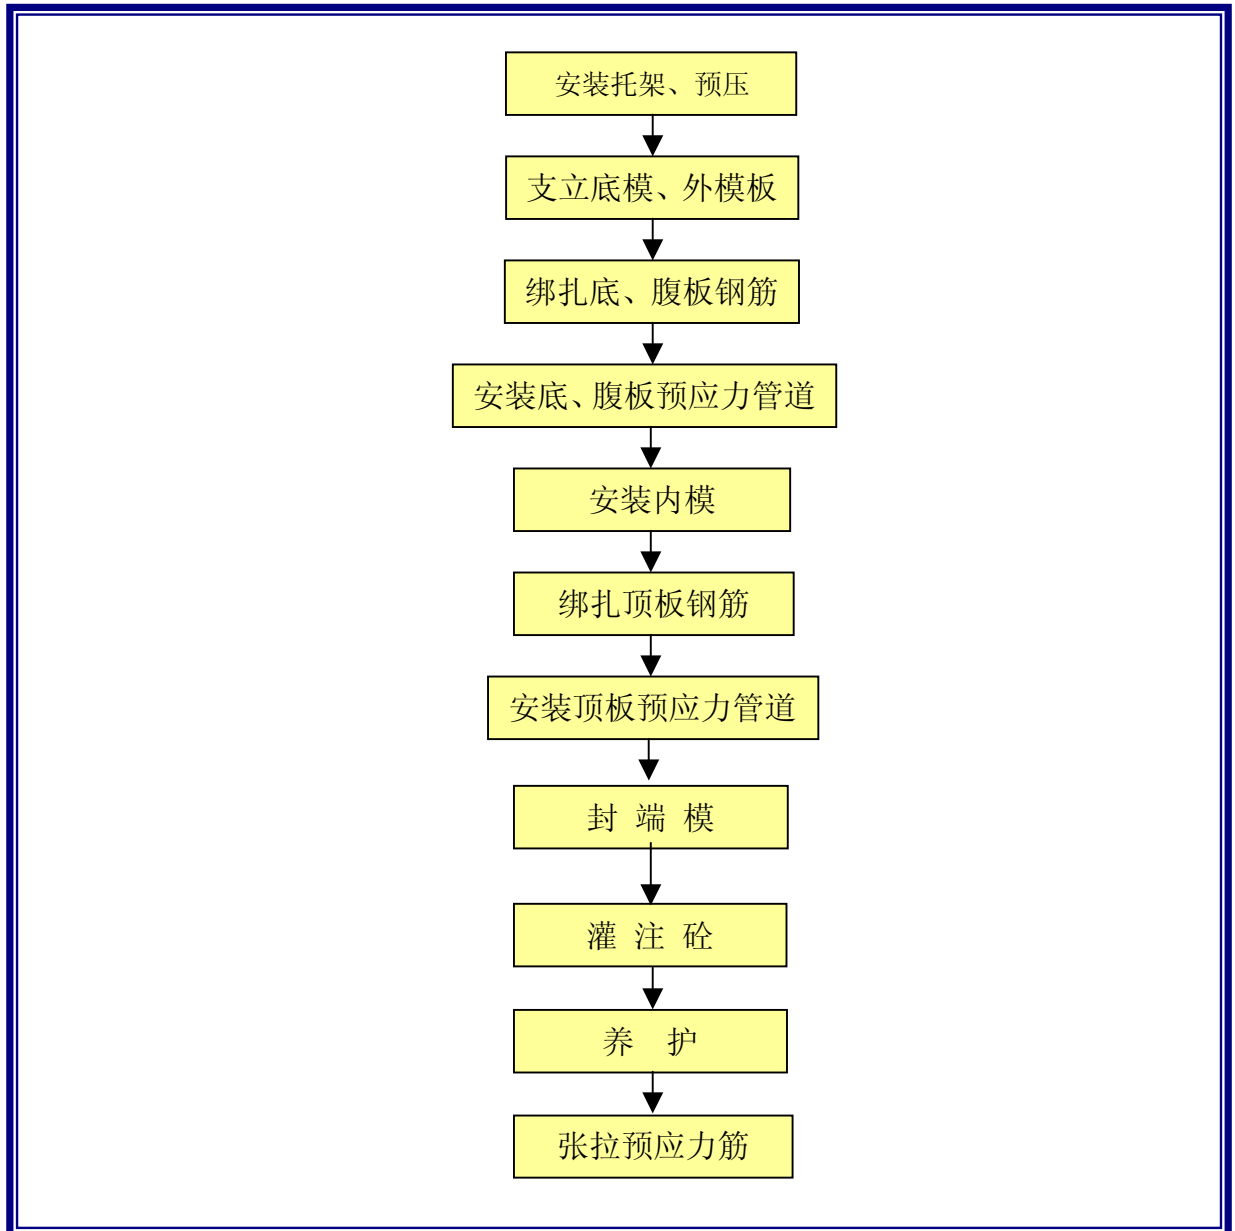 安装托架、预压
支立底模、外模板
绑扎底、腹板钢筋
安装底、腹板预应力管道
安装内模
绑扎顶板钢筋
安装顶板预应力管道
封 端 模
灌 注 砼
养 护
张拉预应力筋